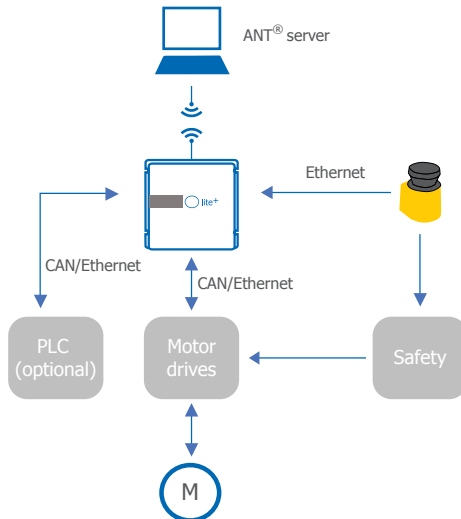 ANT® server
Ethernet
lite+
CAN/Ethernet
CAN/Ethernet
PLC
(optional)
Motor
drives
Safety
M